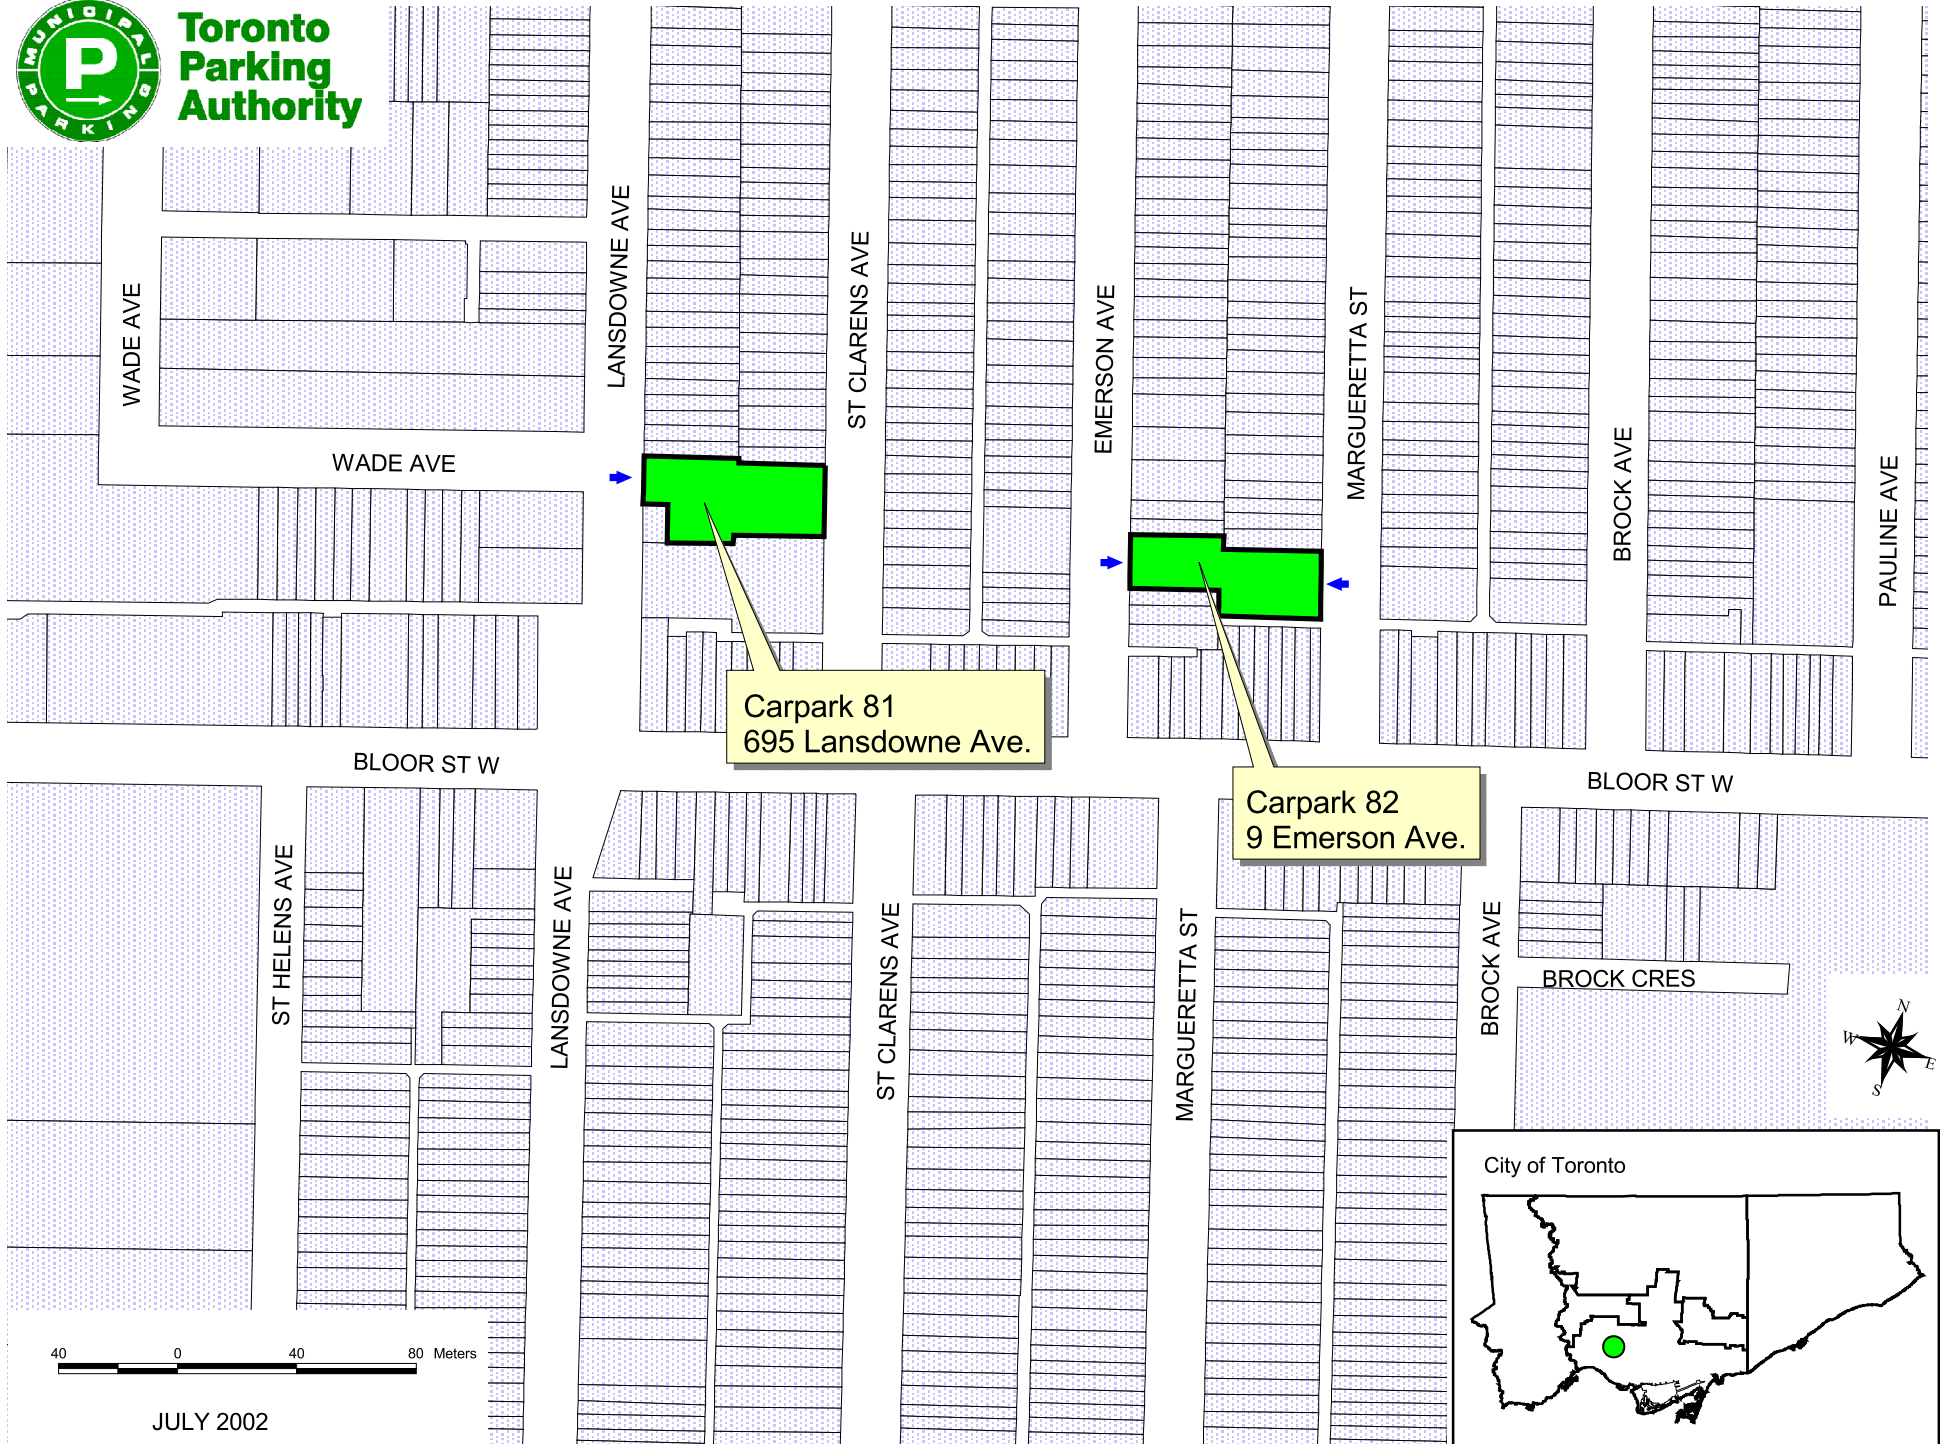 MUNICIPAL
P
PARKING
Toronto
Parking
Authority
WADE AVE
LANSDOWNE AVE
ST CLARENS AVE
EMERSON AVE
MARGUERETTA ST
BROCK AVE
PAULINE AVE
WADE AVE
Carpark 81
695 Lansdowne Ave.
BLOOR ST W
Carpark 82
9 Emerson Ave.
BLOOR ST W
ST HELENS AVE
LANSDOWNE AVE
ST CLARENS AVE
MARGUERETTA ST
BROCK AVE
BROCK CRES
N
W
E
S
City of Toronto
40 0 40 80 Meters
JULY 2002